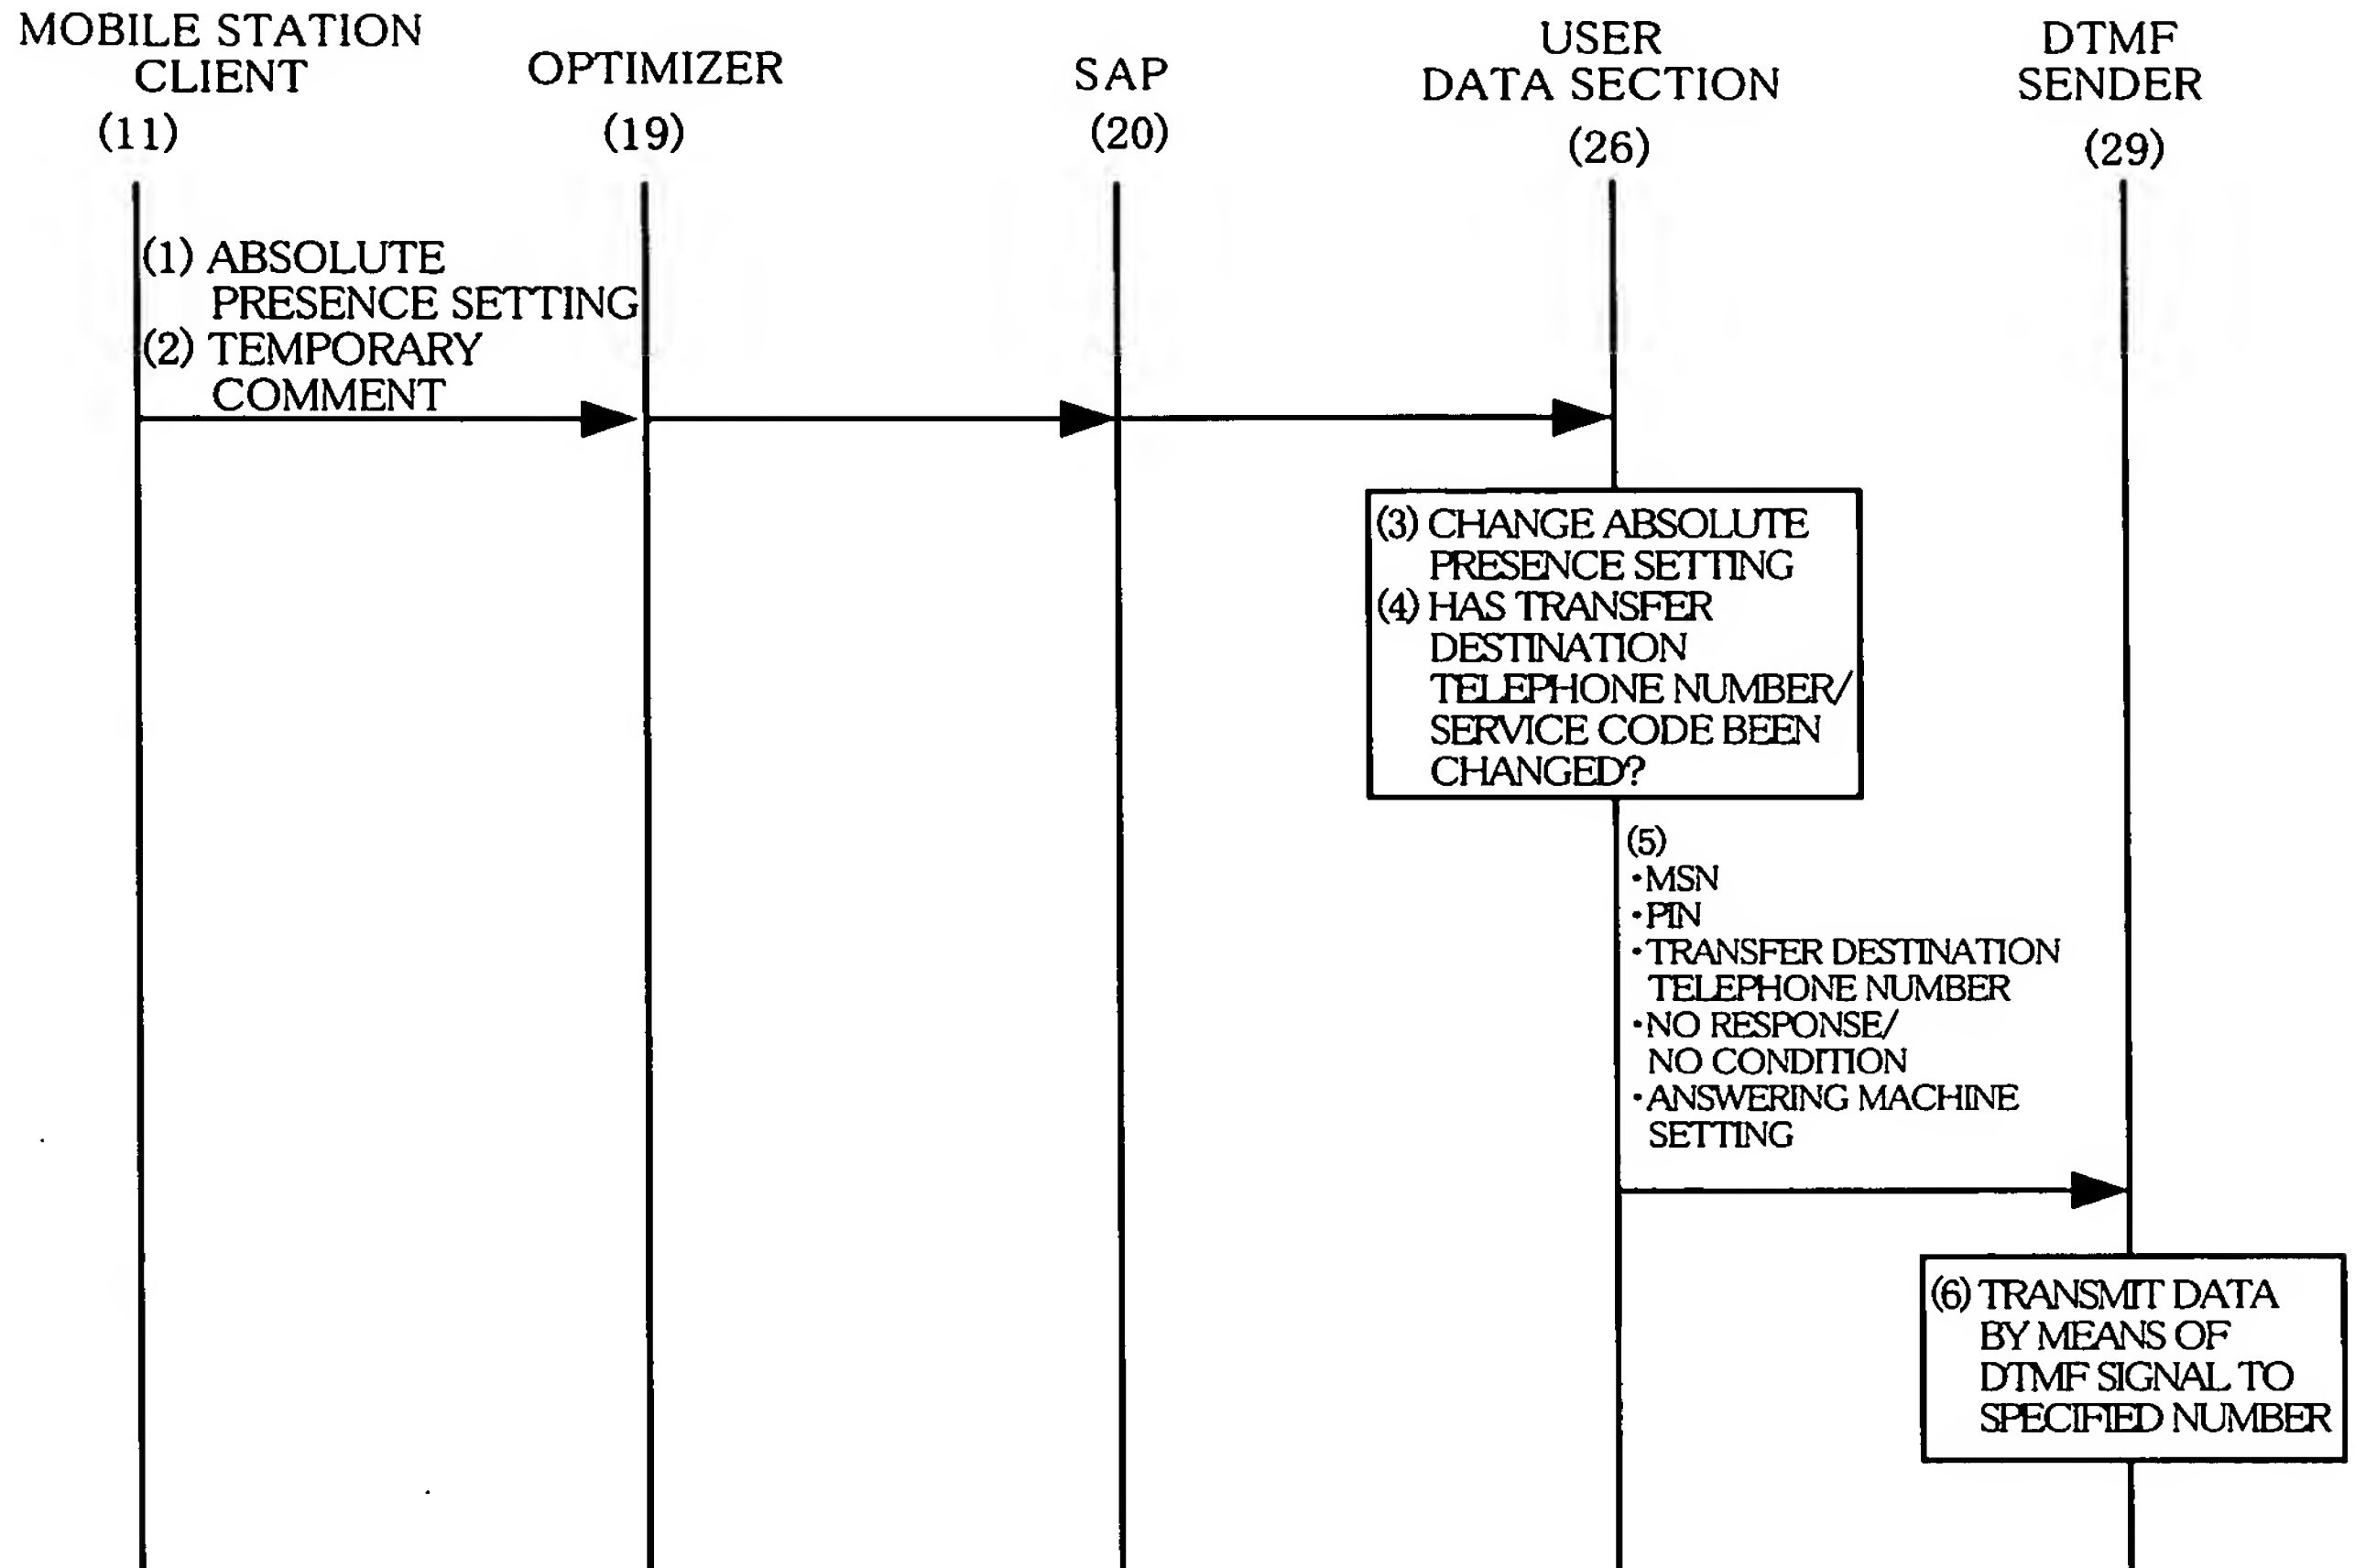 MOBILE STATION
CLIENT
(11)
OPTIMIZER
(19)
SAP
(20)
USER
DATA SECTION
(26)
DTMF
SENDER
(29)
(1) ABSOLUTE
PRESENCE SETTING
(2) TEMPORARY
COMMENT
(3) CHANGE ABSOLUTE
PRESENCE SETTING
(4) HAS TRANSFER
DESTINATION
TELEPHONE NUMBER/
SERVICE CODE BEEN
CHANGED?
(5)
・MSN
・PIN
・TRANSFER DESTINATION
TELEPHONE NUMBER
・NO RESPONSE/
NO CONDITION
・ANSWERING MACHINE
SETTING
(6) TRANSMIT DATA
BY MEANS OF
DTMF SIGNAL TO
SPECIFIED NUMBER